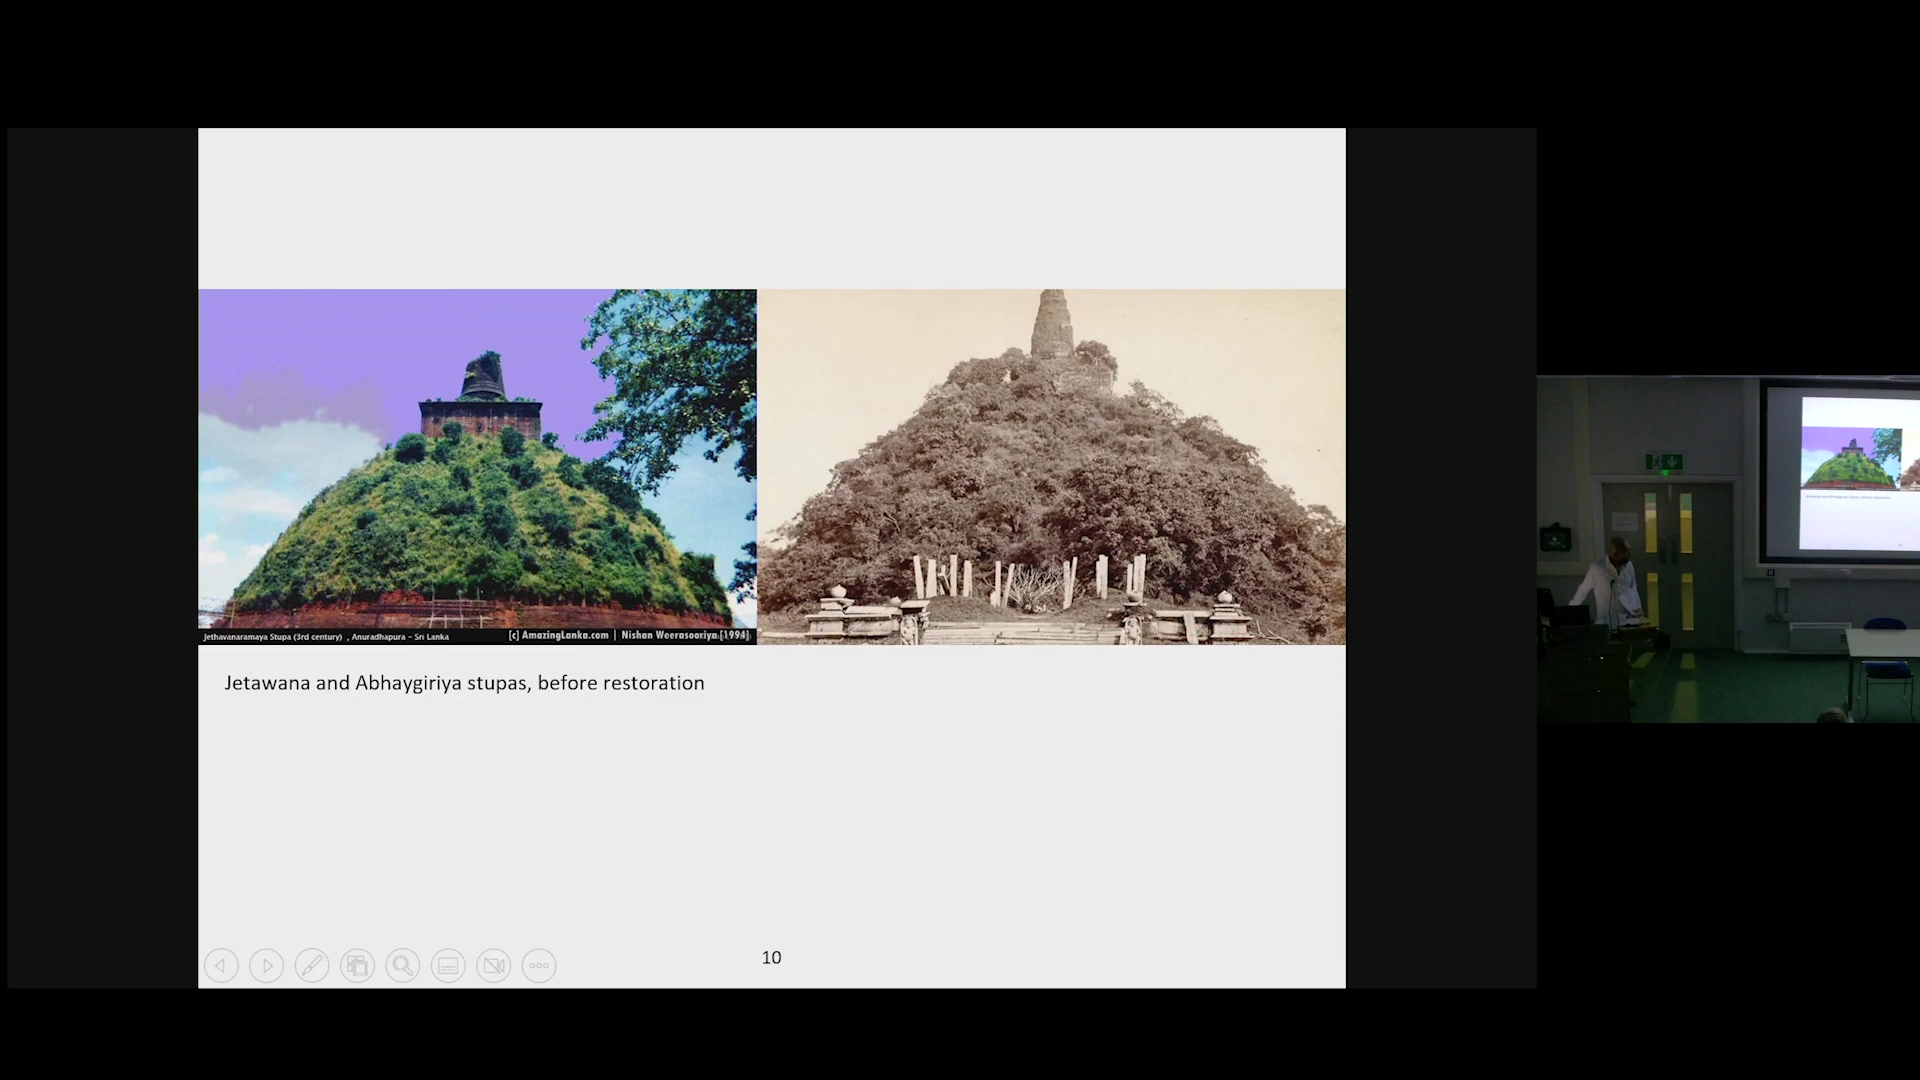 Jethavanaramaya Stupa (3rd century) , Anuradhapura – Sri Lanka
[c] AmazingLanka.com | Nishan Weerasooriya [1994]
Jetawana and Abhaygiriya stupas, before restoration
10